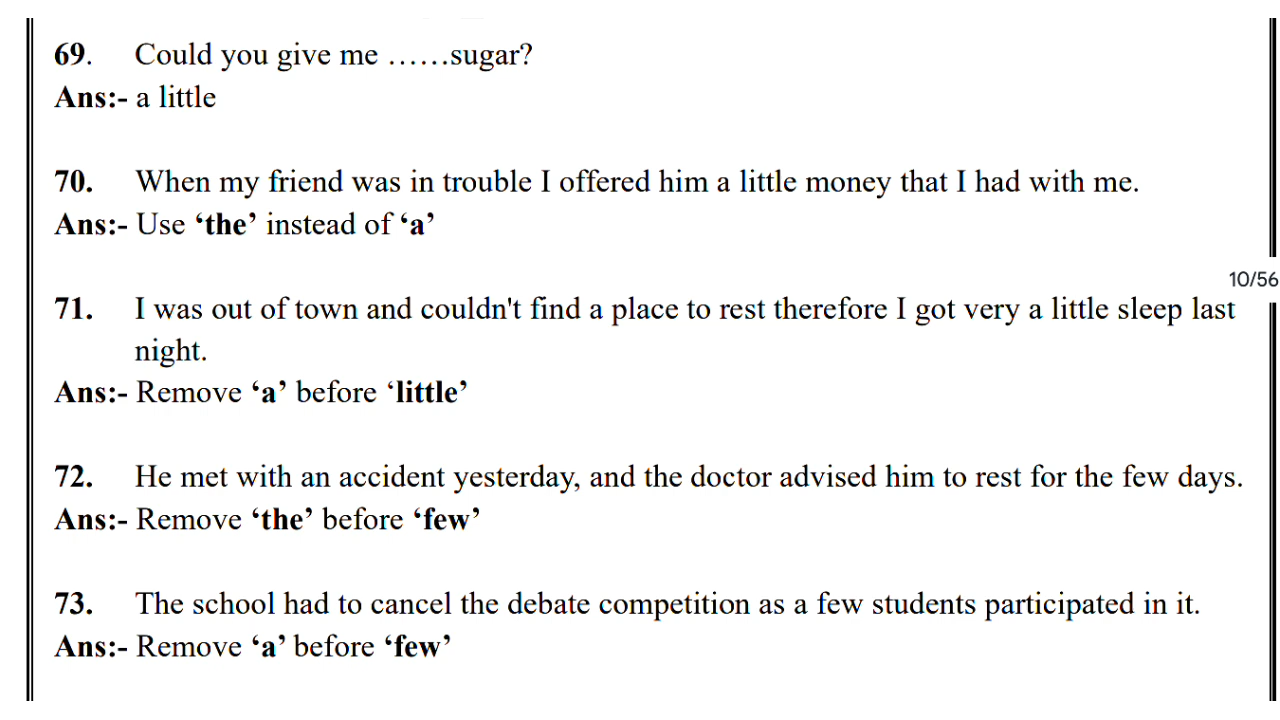 69. Could you give me ......sugar?
Ans:- a little
70. When my friend was in trouble I offered him a little money that I had with me.
Ans:- Use ‘the’ instead of ‘a’
10/56
71. I was out of town and couldn't find a place to rest therefore I got very a little sleep last
night.
Ans:- Remove ‘a’ before ‘little’
72. He met with an accident yesterday, and the doctor advised him to rest for the few days.
Ans:- Remove ‘the’ before ‘few’
73. The school had to cancel the debate competition as a few students participated in it.
Ans:- Remove ‘a’ before ‘few’